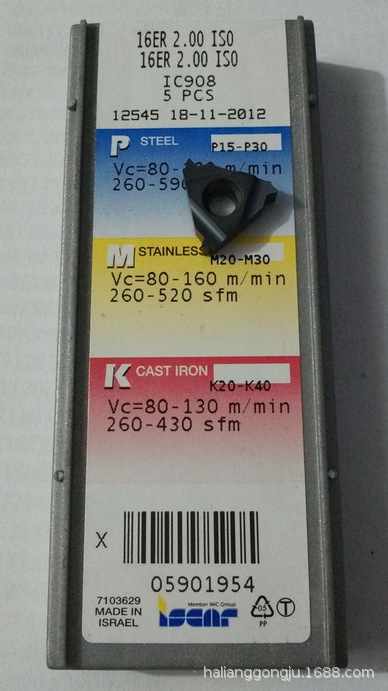 16ER 2.00 ISO
16ER 2.00 ISO
IC908
5 PCS
12545 18-11-2012
P STEEL P15-P30
Vc=80- m/min
260-590
M STAINLESS M20-M30
Vc=80-160 m/min
260-520 sfm
K CAST IRON K20-K40
Vc=80-130 m/min
260-430 sfm
X
05901954
7103629
MADE IN
ISRAEL
Member IMC Group
ISCAR
05
PP
T
halianggongju.1688.com